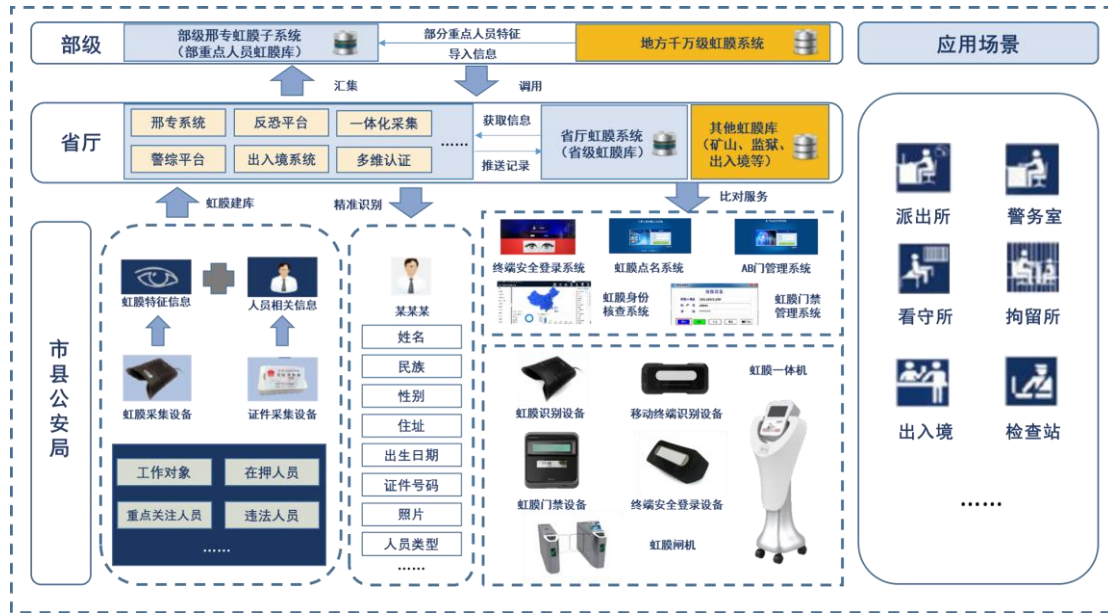 部级
部级邢专虹膜子系统
（部重点人员虹膜库）
部分重点人员特征
导入信息
地方千万级虹膜系统
应用场景
汇集
调用
省厅
邢专系统
反恐平台
一体化采集
警综平台
出入境系统
多维认证
……
获取信息
推送记录
省厅虹膜系统
（省级虹膜库）
其他虹膜库
（矿山、监狱、
出入境等）
虹膜建库
精准识别
比对服务
市县公安局
虹膜特征信息
人员相关信息
虹膜采集设备
证件采集设备
工作对象
在押人员
重点关注人员
违法人员
……
某某某
姓名
民族
性别
住址
出生日期
证件号码
照片
人员类型
……
终端安全登录系统
虹膜点名系统
AB门管理系统
虹膜身份
核查系统
虹膜门禁
管理系统
虹膜识别设备
移动终端识别设备
虹膜一体机
虹膜门禁设备
终端安全登录设备
虹膜闸机
派出所
警务室
看守所
拘留所
出入境
检查站
……